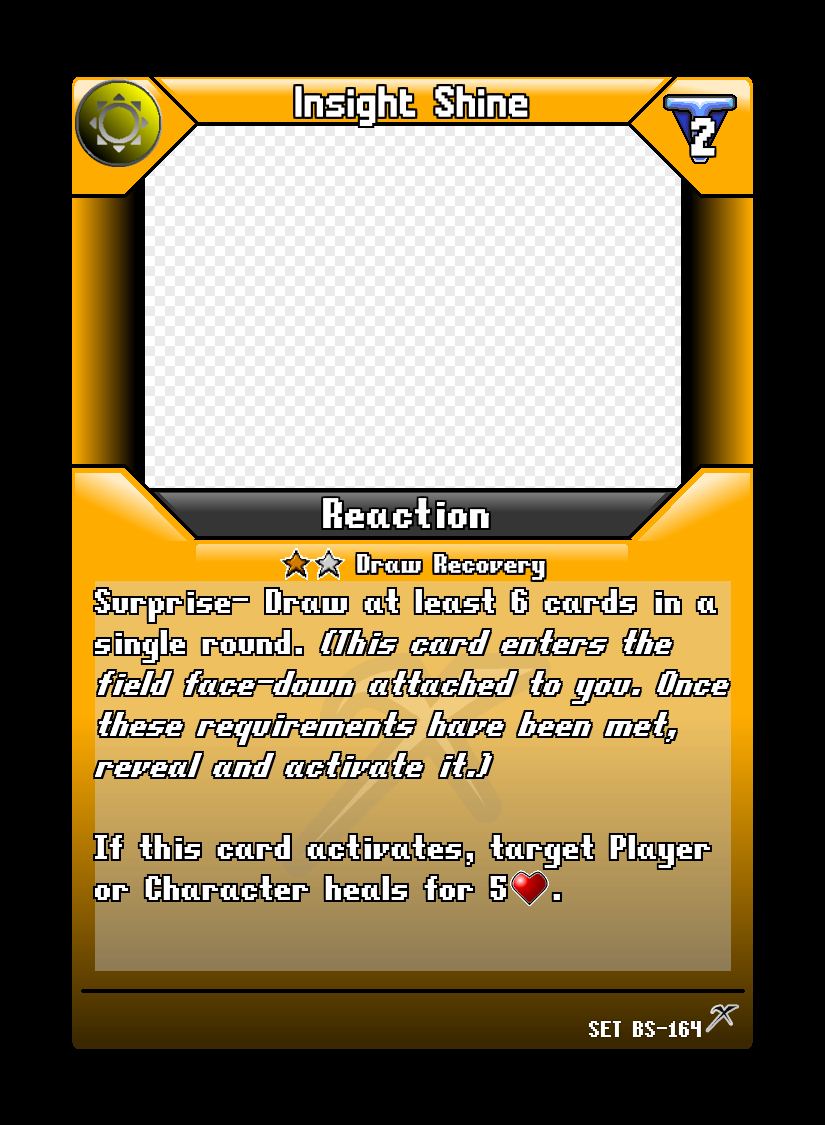 Insight Shine
2
Reaction
Draw Recovery
Surprise- Draw at least 6 cards in a
single round. (This card enters the
field face-down attached to you. Once
these requirements have been met,
reveal and activate it.)
If this card activates, target Player
or Character heals for 5❤.
SET BS-164